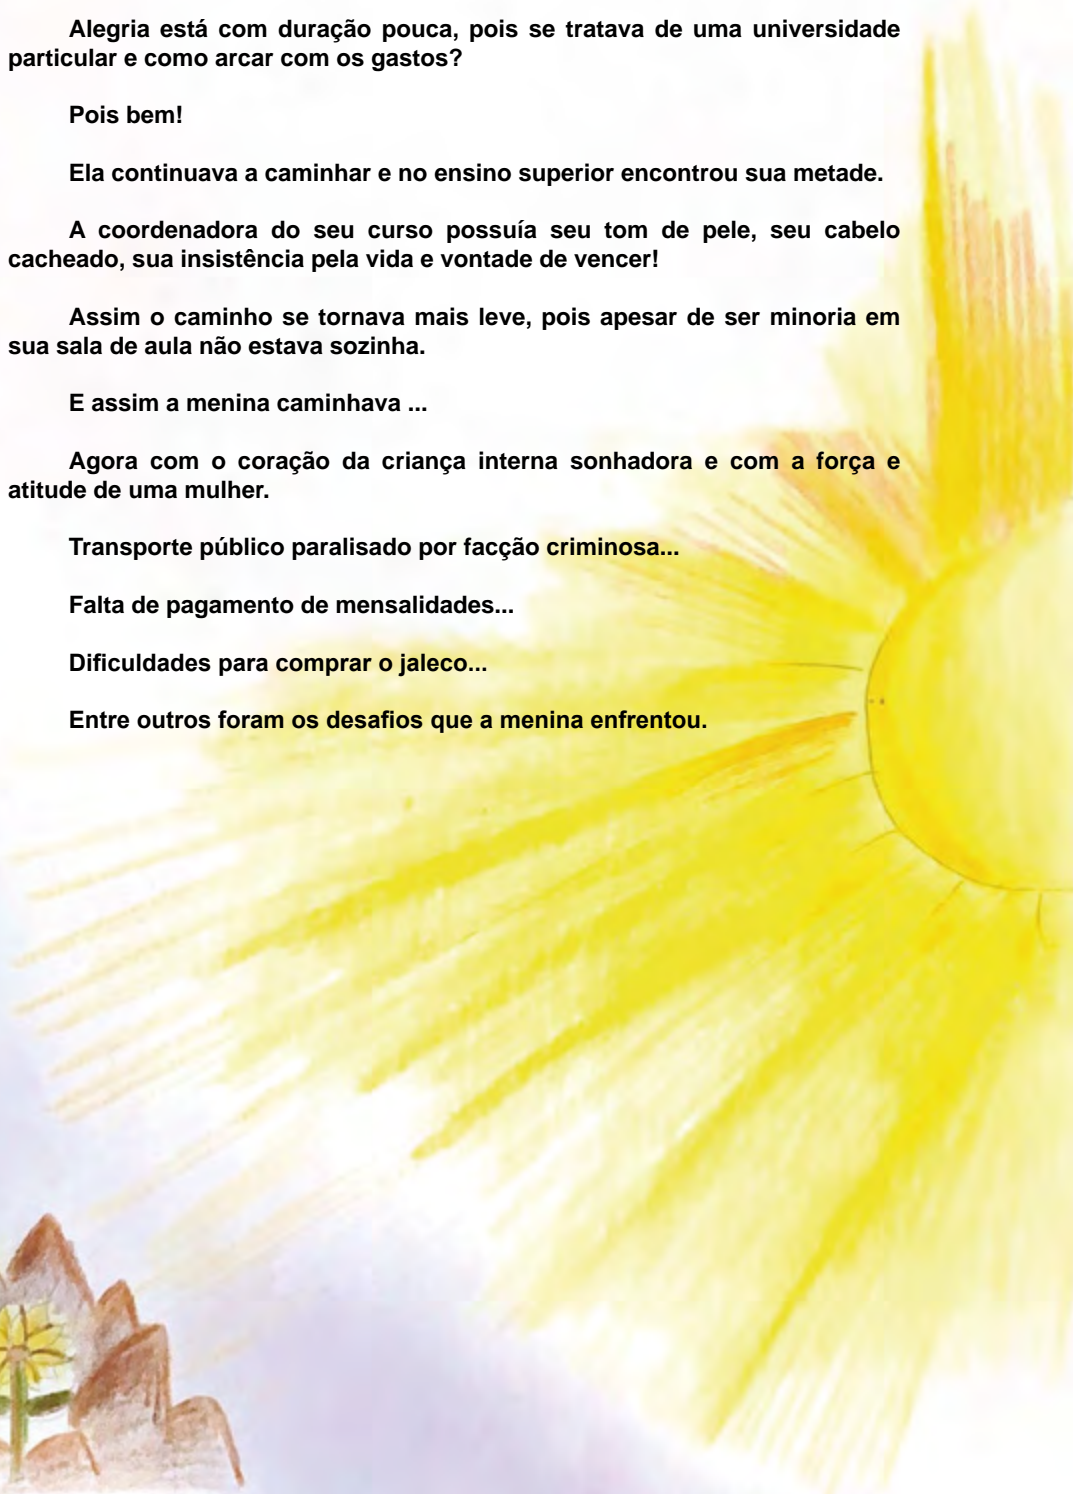 Alegria está com duração pouca, pois se tratava de uma universidade
particular e como arcar com os gastos?
Pois bem!
Ela continuava a caminhar e no ensino superior encontrou sua metade.
A coordenadora do seu curso possuía seu tom de pele, seu cabelo
cacheado, sua insistência pela vida e vontade de vencer!
Assim o caminho se tornava mais leve, pois apesar de ser minoria em
sua sala de aula não estava sozinha.
E assim a menina caminhava ...
Agora com o coração da criança interna sonhadora e com a força e
atitude de uma mulher.
Transporte público paralisado por facção criminosa...
Falta de pagamento de mensalidades...
Dificuldades para comprar o jaleco...
Entre outros foram os desafios que a menina enfrentou.